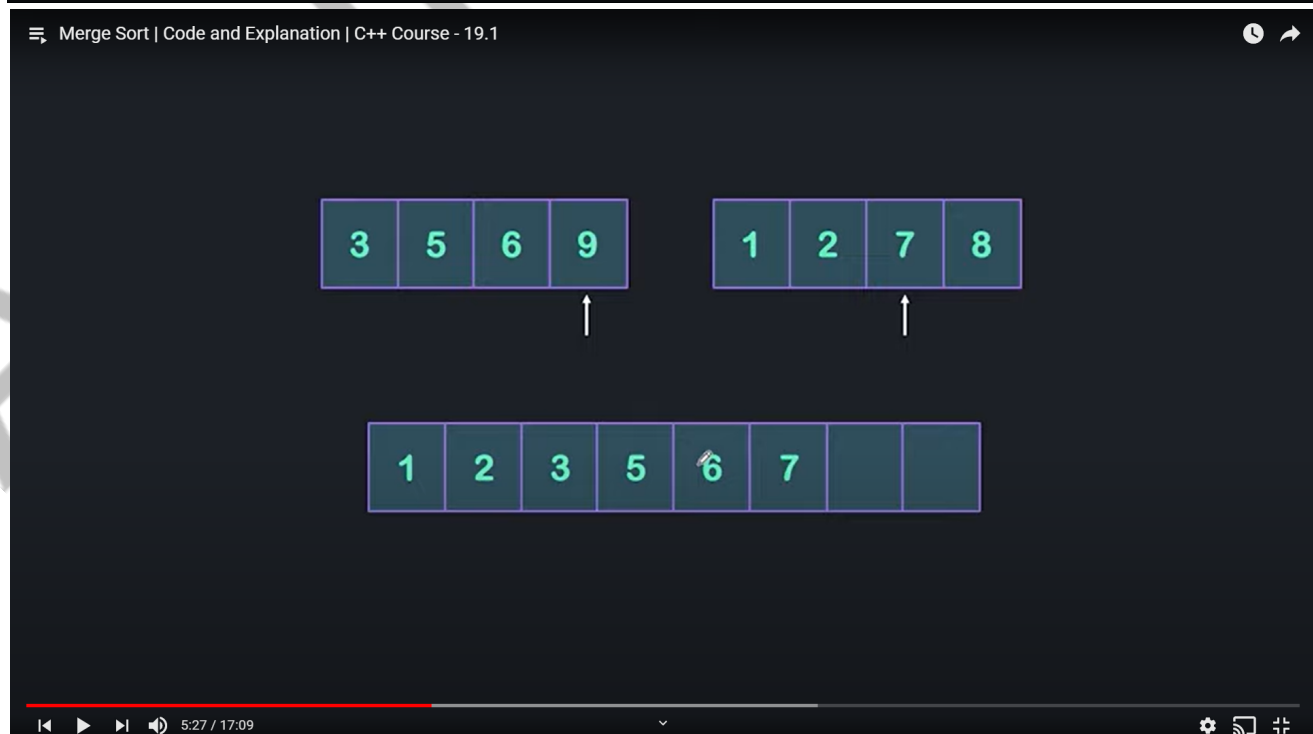 Merge Sort | Code and Explanation | C++ Course - 19.1
3 5 6 9 1 2 7 8
1 2 3 5 6 7
5:27 / 17:09